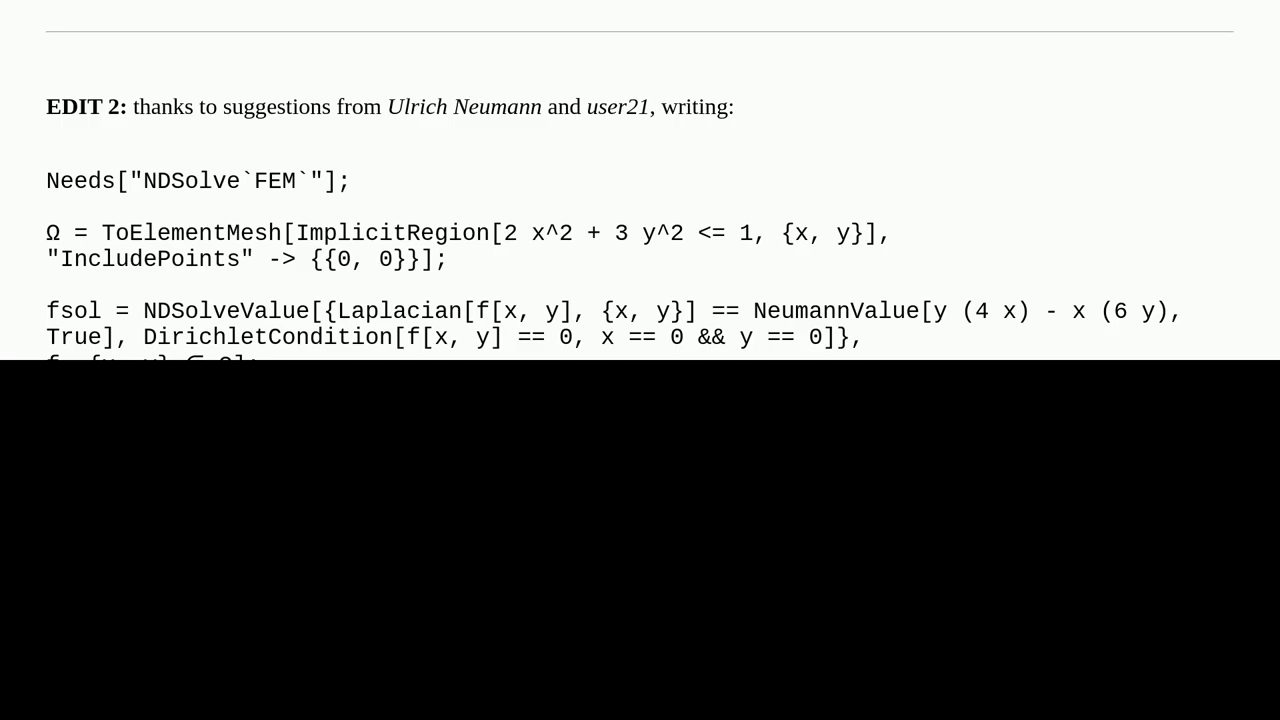 EDIT 2: thanks to suggestions from Ulrich Neumann and user21, writing:
Needs["NDSolve`FEM`"];
Ω = ToElementMesh[ImplicitRegion[2 x^2 + 3 y^2 <= 1, {x, y}],
"IncludePoints" -> {{0, 0}}];
fsol = NDSolveValue[{Laplacian[f[x, y], {x, y}] == NeumannValue[y (4 x) - x (6 y),
True], DirichletCondition[f[x, y] == 0, x == 0 && y == 0]},